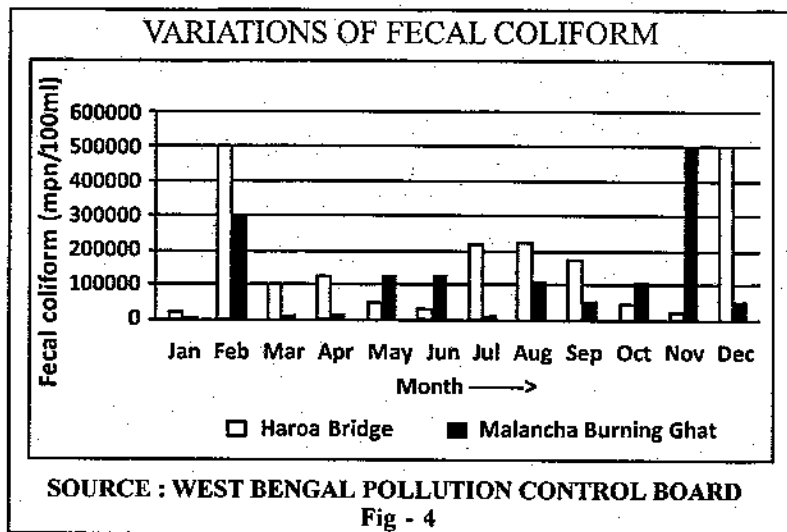 VARIATIONS OF FECAL COLIFORM
Fecal coliform (mpn/100ml)
600000
500000
400000
300000
200000
100000
0
Jan Feb Mar Apr May Jun Jul Aug Sep Oct Nov Dec
Month
Haroa Bridge Malancha Burning Ghat
SOURCE : WEST BENGAL POLLUTION CONTROL BOARD
Fig - 4